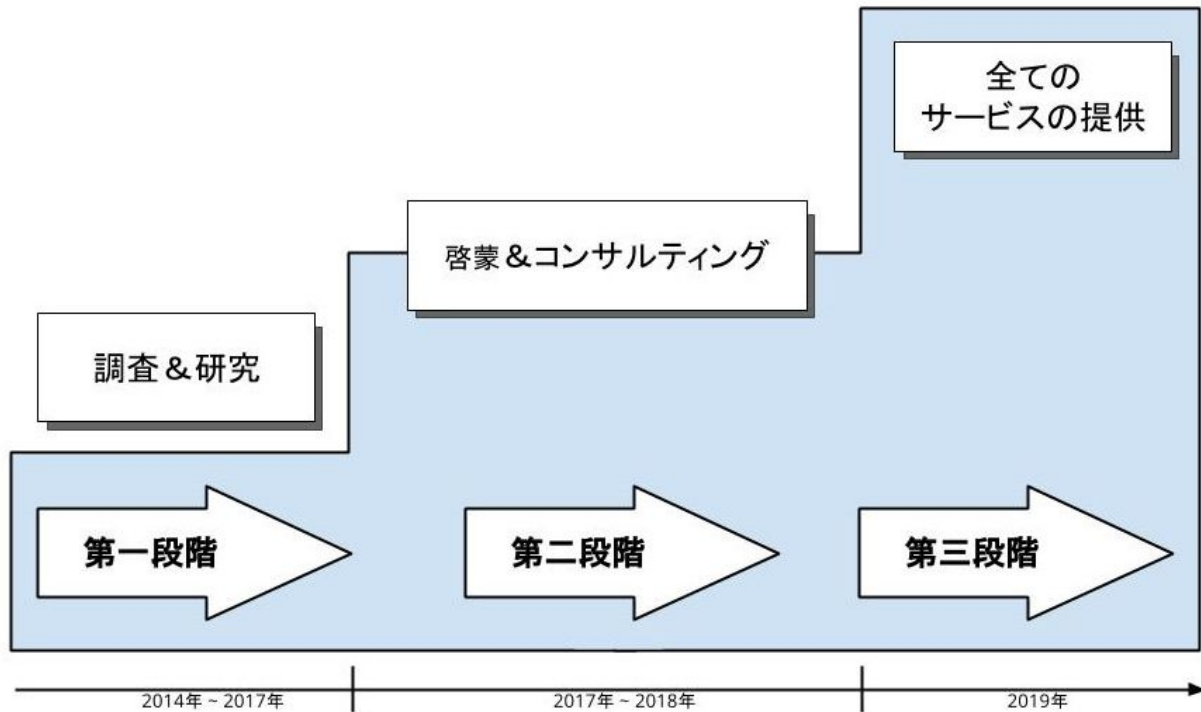 全ての
サービスの提供
啓蒙＆コンサルティング
調査＆研究
第一段階
第二段階
第三段階
2014年 ~ 2017年
2017年 ~ 2018年
2019年